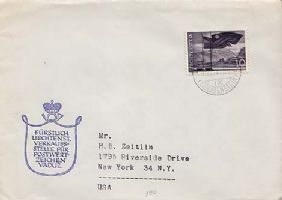 FÜRSTLICH
LIECHTENST.
VERKAUFS-
STELLE FÜR
POSTWERT-
ZEICHEN
VADUZ
Mr.
H.B. Zeitlin
1795 Riverside Drive
New York 34 N.Y.
USA